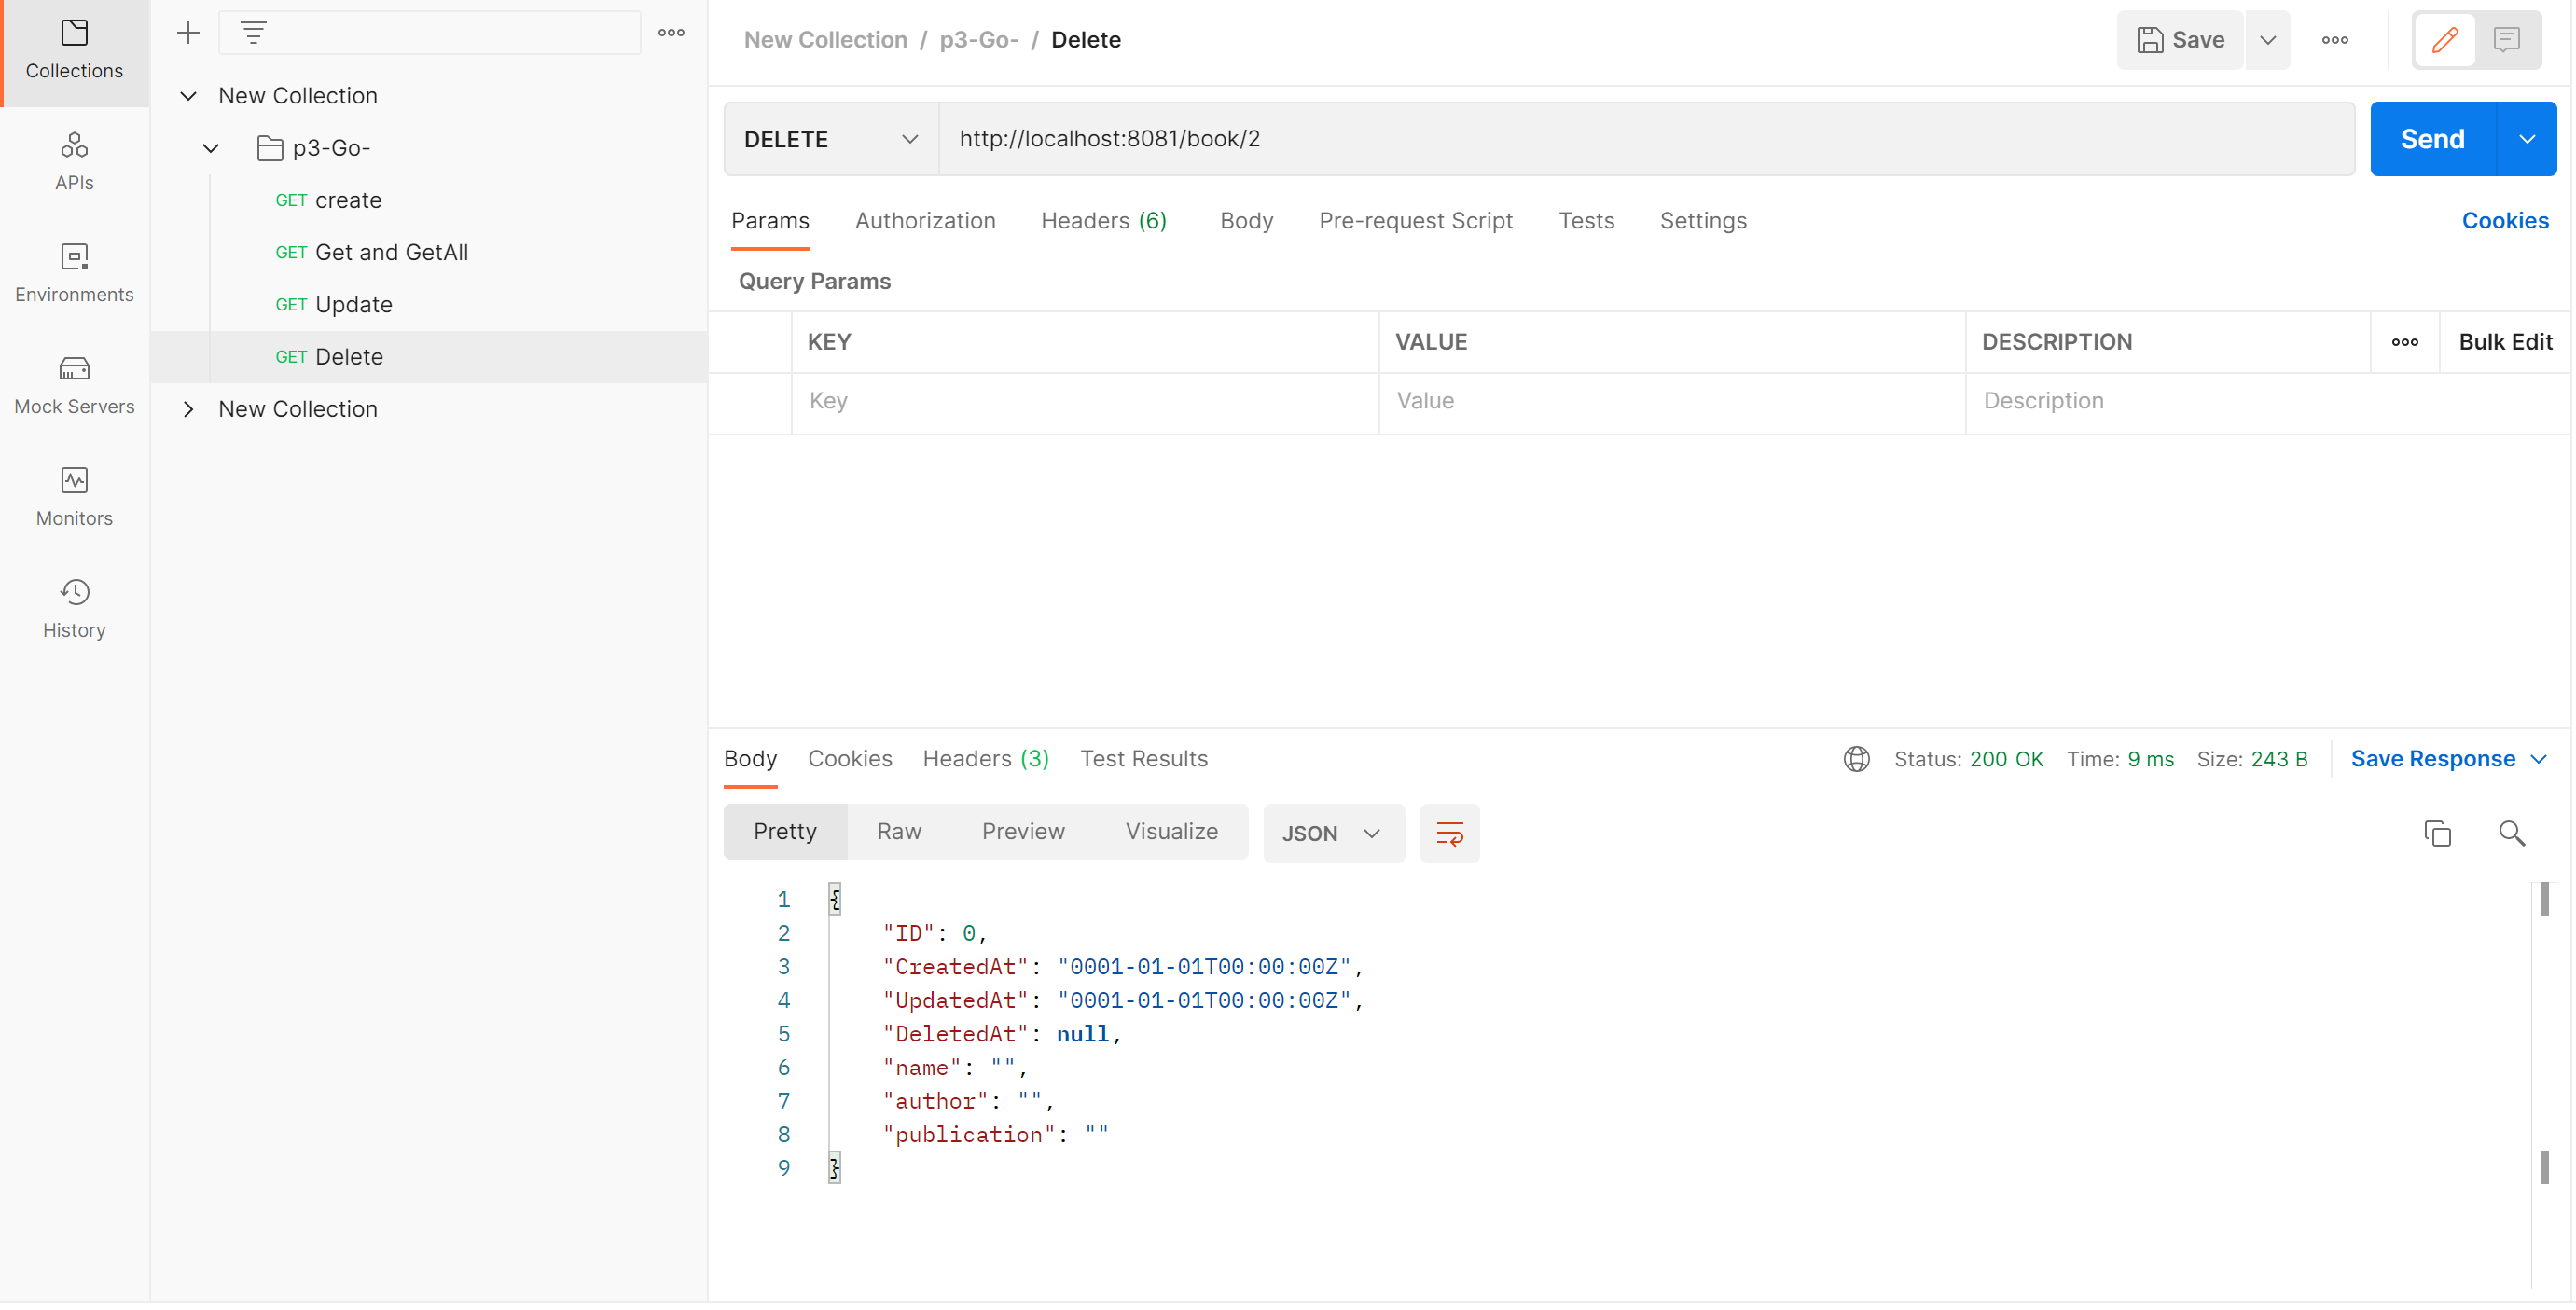 Collections
APIs
Environments
Mock Servers
Monitors
History
New Collection
p3-Go-
GET create
GET Get and GetAll
GET Update
GET Delete
New Collection
New Collection / p3-Go- / Delete
Save
DELETE
http://localhost:8081/book/2
Send
Params Authorization Headers (6) Body Pre-request Script Tests Settings Cookies
Query Params
KEY VALUE DESCRIPTION Bulk Edit
Key Value Description
Body Cookies Headers (3) Test Results
Status: 200 OK Time: 9 ms Size: 243 B Save Response
Pretty Raw Preview Visualize JSON
1 {
2 "ID": 0,
3 "CreatedAt": "0001-01-01T00:00:00Z",
4 "UpdatedAt": "0001-01-01T00:00:00Z",
5 "DeletedAt": null,
6 "name": "",
7 "author": "",
8 "publication": ""
9 }